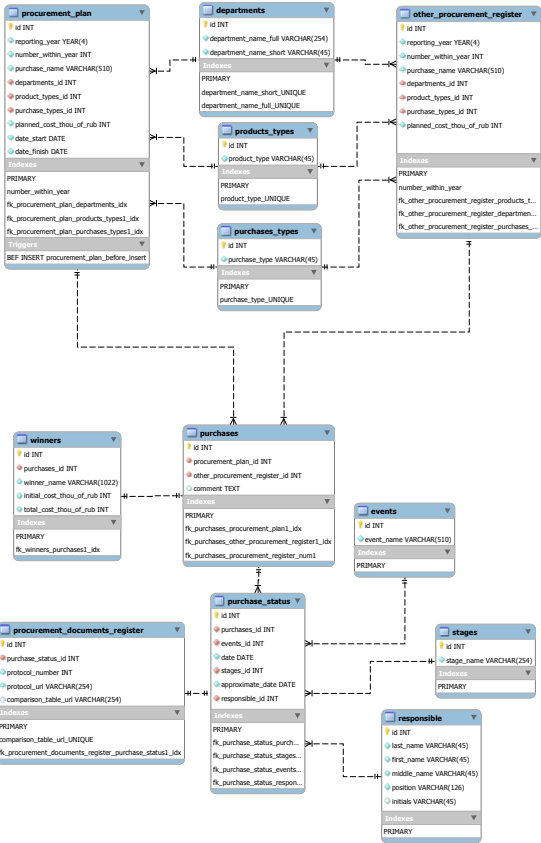 procurement_plan
id INT
reporting_year YEAR(4)
number_within_year INT
purchase_name VARCHAR(510)
departments_id INT
product_types_id INT
purchase_types_id INT
planned_cost_thou_of_rub INT
date_start DATE
date_finish DATE
Indexes
PRIMARY
number_within_year
fk_procurement_plan_departments_idx
fk_procurement_plan_products_types1_idx
fk_procurement_plan_purchases_types1_idx
Triggers
BEF INSERT procurement_plan_before_insert
departments
id INT
department_name_full VARCHAR(254)
department_name_short VARCHAR(45)
Indexes
PRIMARY
department_name_short_UNIQUE
department_name_full_UNIQUE
products_types
id INT
product_type VARCHAR(45)
Indexes
PRIMARY
product_type_UNIQUE
purchases_types
id INT
purchase_type VARCHAR(45)
Indexes
PRIMARY
purchase_type_UNIQUE
other_procurement_register
id INT
reporting_year YEAR(4)
number_within_year INT
purchase_name VARCHAR(510)
departments_id INT
product_types_id INT
purchase_types_id INT
planned_cost_thou_of_rub INT
Indexes
PRIMARY
number_within_year
fk_other_procurement_register_products_t...
fk_other_procurement_register_departmen...
fk_other_procurement_register_purchases_...
winners
id INT
purchases_id INT
winner_name VARCHAR(1022)
initial_cost_thou_of_rub INT
total_cost_thou_of_rub INT
Indexes
PRIMARY
fk_winners_purchases1_idx
purchases
id INT
procurement_plan_id INT
other_procurement_register_id INT
comment TEXT
Indexes
PRIMARY
fk_purchases_procurement_plan1_idx
fk_purchases_other_procurement_register1_idx
fk_purchases_procurement_register_num1
events
id INT
event_name VARCHAR(510)
Indexes
PRIMARY
procurement_documents_register
id INT
purchase_status_id INT
protocol_number INT
protocol_url VARCHAR(254)
comparison_table_url VARCHAR(254)
Indexes
PRIMARY
comparison_table_url_UNIQUE
fk_procurement_documents_register_purchase_status1_idx
purchase_status
id INT
purchases_id INT
events_id INT
date DATE
stages_id INT
approximate_date DATE
responsible_id INT
Indexes
PRIMARY
fk_purchase_status_purch...
fk_purchase_status_stages...
fk_purchase_status_events...
fk_purchase_status_respon...
stages
id INT
stage_name VARCHAR(254)
Indexes
PRIMARY
responsible
id INT
last_name VARCHAR(45)
first_name VARCHAR(45)
middle_name VARCHAR(45)
position VARCHAR(126)
initials VARCHAR(45)
Indexes
PRIMARY